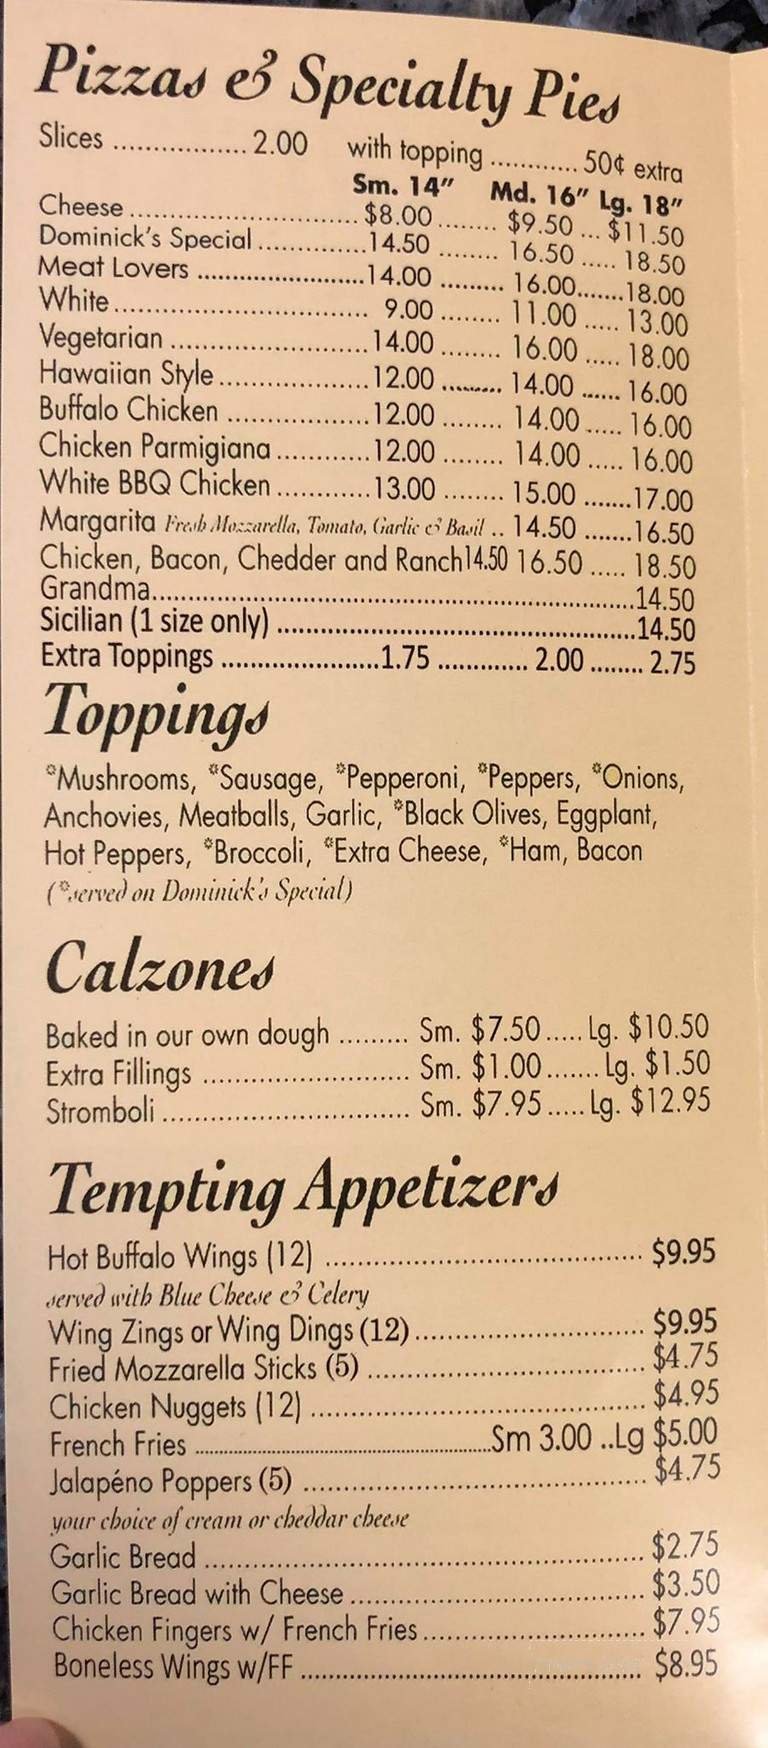 Pizzas & Specialty Pies
Slices ................. 2.00 with topping ............ 50¢ extra
Sm. 14" Md. 16" Lg. 18"
Cheese ............................. $8.00 ........ $9.50 ... $11.50
Dominick's Special .............. 14.50 ........ 16.50 ..... 18.50
Meat Lovers ...................... 14.00 ......... 16.00....... 18.00
White ................................. 9.00 ........ 11.00 ..... 13.00
Vegetarian ......................... 14.00 ........ 16.00 ..... 18.00
Hawaiian Style ................... 12.00 ......... 14.00 ...... 16.00
Buffalo Chicken .................. 12.00 ........ 14.00 ..... 16.00
Chicken Parmigiana ............ 12.00 ........ 14.00 ..... 16.00
White BBQ Chicken ............ 13.00 ........ 15.00 ....... 17.00
Margarita Fresh Mozzarella, Tomato, Garlic & Basil .. 14.50 ....... 16.50
Chicken, Bacon, Chedder and Ranch14.50 16.50 ..... 18.50
Grandma............................................................... 14.50
Sicilian (1 size only) ............................................... 14.50
Extra Toppings ..................... 1.75 ............. 2.00 ........ 2.75
Toppings
*Mushrooms, *Sausage, *Pepperoni, *Peppers, *Onions,
Anchovies, Meatballs, Garlic, *Black Olives, Eggplant,
Hot Peppers, *Broccoli, *Extra Cheese, *Ham, Bacon
(*served on Dominick's Special)
Calzones
Baked in our own dough ......... Sm. $7.50 ..... Lg. $10.50
Extra Fillings ........................... Sm. $1.00 ....... Lg. $1.50
Stromboli ................................ Sm. $7.95 ..... Lg. $12.95
Tempting Appetizers
Hot Buffalo Wings (12) .......................................... $9.95
served with Blue Cheese & Celery
Wing Zings or Wing Dings (12) .............................. $9.95
Fried Mozzarella Sticks (5) .................................... $4.75
Chicken Nuggets (12) ............................................ $4.95
French Fries ................................................ Sm 3.00 ..Lg $5.00
Jalapéno Poppers (5) ............................................. $4.75
your choice of cream or cheddar cheese
Garlic Bread .......................................................... $2.75
Garlic Bread with Cheese ....................................... $3.50
Chicken Fingers w/ French Fries ............................. $7.95
Boneless Wings w/FF ............................................. $8.95